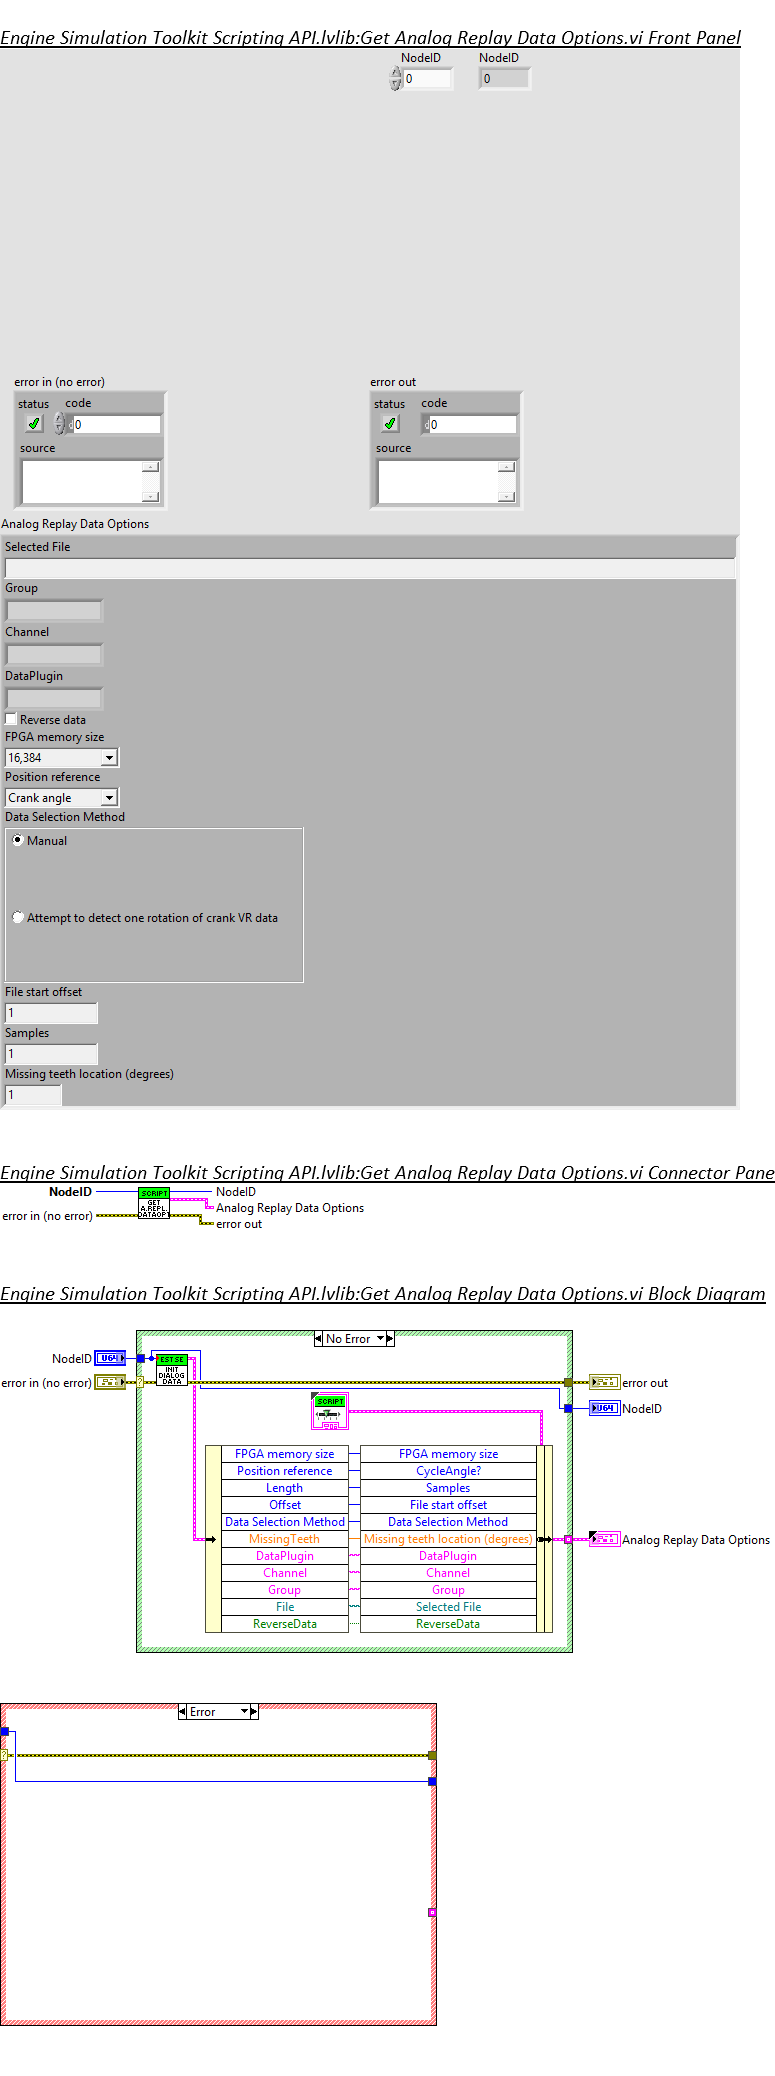 Engine Simulation Toolkit Scripting API.lvlib:Get Analog Replay Data Options.vi Front Panel
NodeID NodeID
0 0
error in (no error) error out
status code status code
0 0
source source
Analog Replay Data Options
Selected File
Group
Channel
DataPlugin
Reverse data
FPGA memory size
16,384
Position reference
Crank angle
Data Selection Method
Manual
Attempt to detect one rotation of crank VR data
File start offset
1
Samples
1
Missing teeth location (degrees)
1
Engine Simulation Toolkit Scripting API.lvlib:Get Analog Replay Data Options.vi Connector Pane
NodeID SCRIPT NodeID
GET
A.REPL. Analog Replay Data Options
error in (no error) DATAOPT error out
Engine Simulation Toolkit Scripting API.lvlib:Get Analog Replay Data Options.vi Block Diagram
No Error
NodeID U64 EST SE
INIT
error in (no error) ? DIALOG error out
DATA
SCRIPT U64 NodeID
FPGA memory size FPGA memory size
Position reference CycleAngle?
Length Samples
Offset File start offset
Data Selection Method Data Selection Method
MissingTeeth Missing teeth location (degrees) Analog Replay Data Options
DataPlugin DataPlugin
Channel Channel
Group Group
File Selected File
ReverseData ReverseData
Error
?